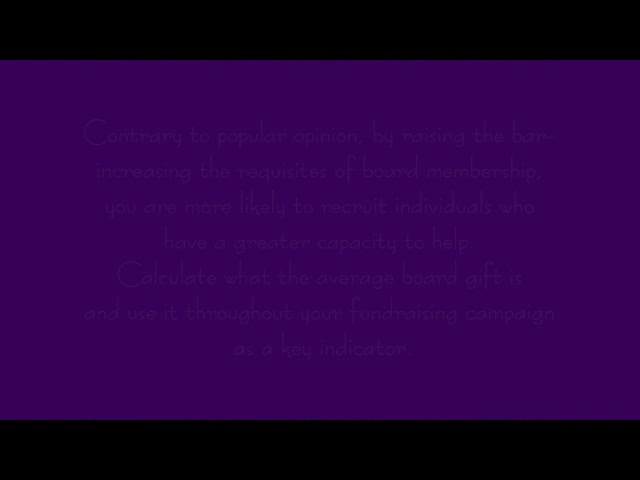 Contrary to popular opinion, by raising the bar-
increasing the requisites of board membership,
you are more likely to recruit individuals who
have a greater capacity to help
Calculate what the average board gift is
and use it throughout your fundraising campaign
as a key indicator.